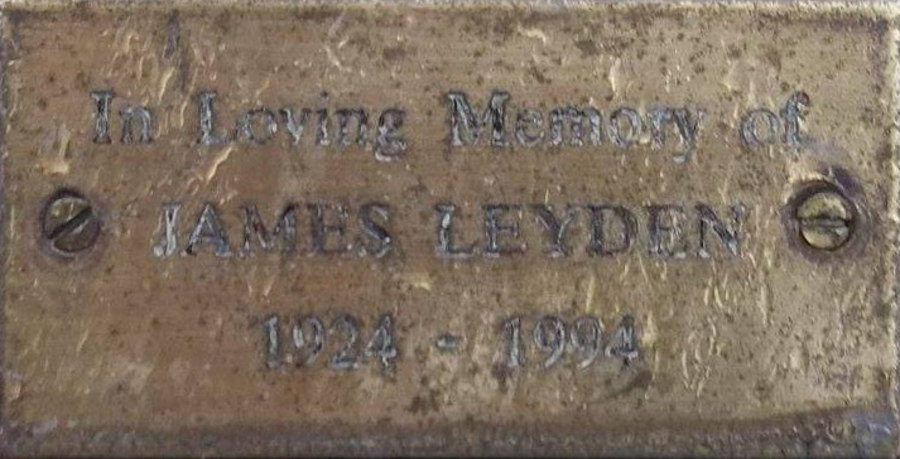 In Loving Memory of
JAMES LEYDEN
1924 - 1994